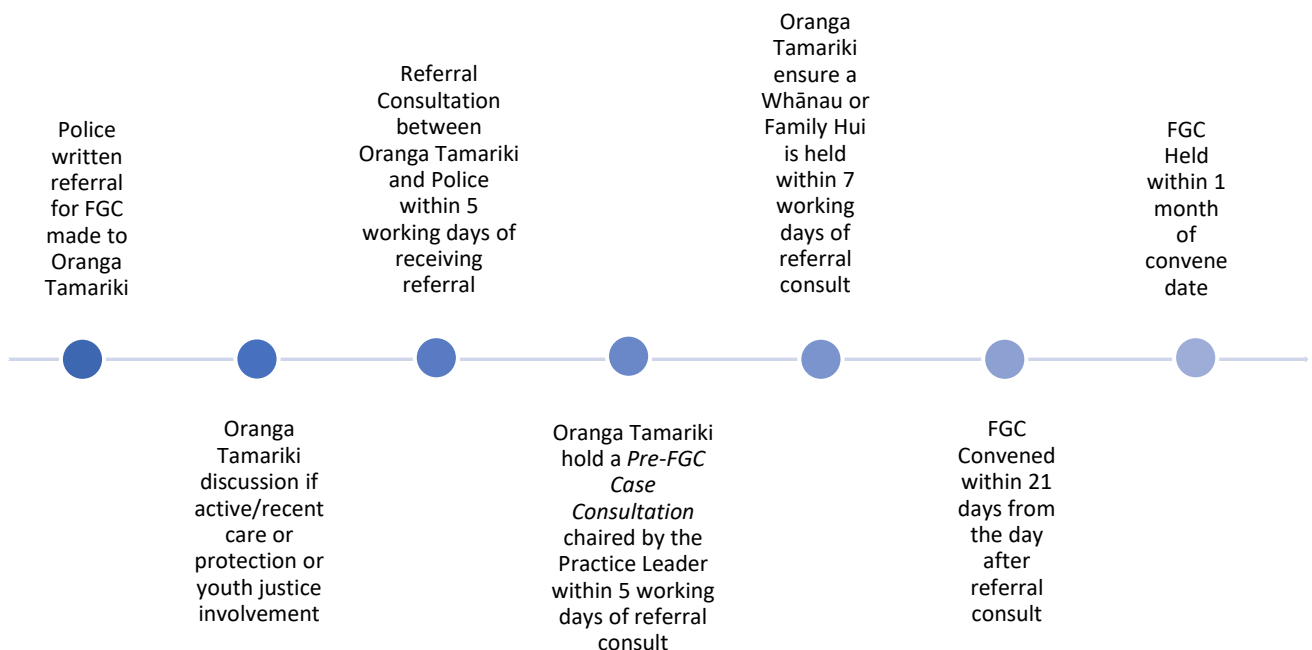 Police
written
referral
for FGC
made to
Oranga
Tamariki
Oranga
Tamariki
discussion if
active/recent
care or
protection or
youth justice
involvement
Referral
Consultation
between
Oranga Tamariki
and Police
within 5
working days of
receiving
referral
Oranga Tamariki
hold a Pre-FGC
Case
Consultation
chaired by the
Practice Leader
within 5 working
days of referral
consult
Oranga
Tamariki
ensure a
Whānau or
Family Hui
is held
within 7
working
days of
referral
consult
FGC
Convened
within 21
days from
the day
after
referral
consult
FGC
Held
within 1
month
of
convene
date